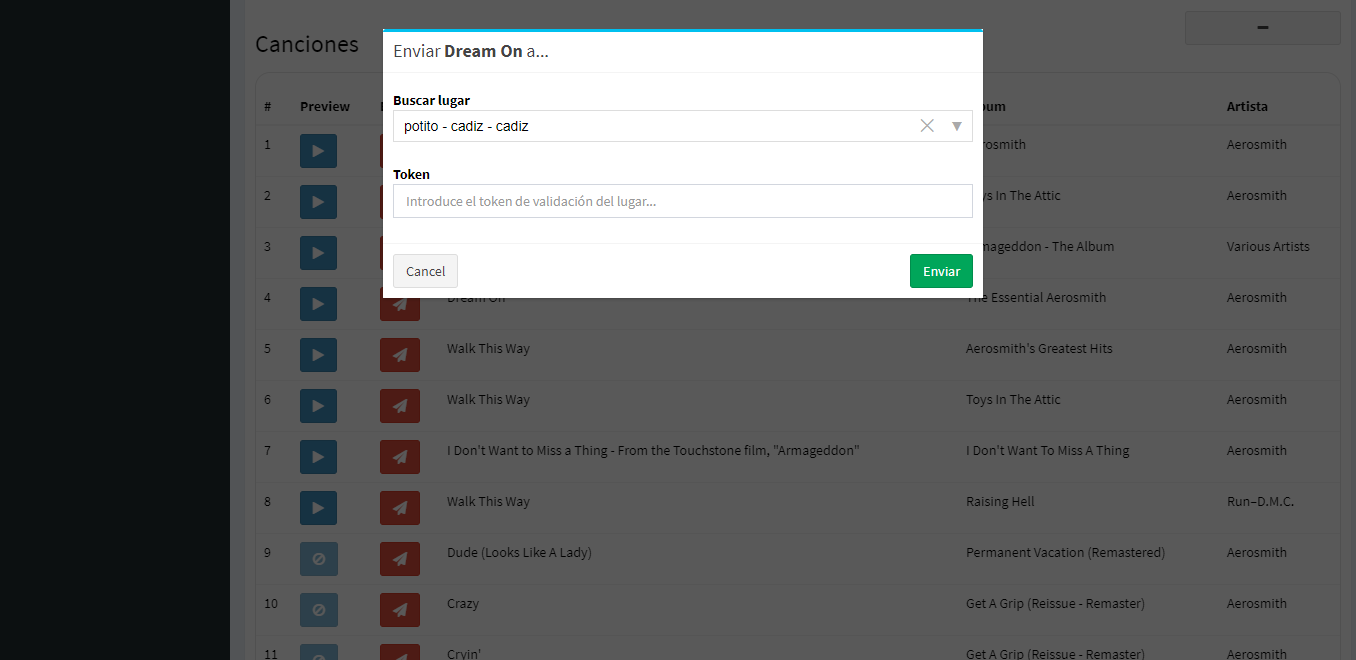 Canciones
Enviar Dream On a...
Buscar lugar
potito - cadiz - cadiz
Token
Introduce el token de validación del lugar...
Cancel
Enviar
# Preview Artista
1 Aerosmith
2 In The Attic Aerosmith
3 - The Album Various Artists
4 Dream On The Essential Aerosmith Aerosmith
5 Walk This Way Aerosmith's Greatest Hits Aerosmith
6 Walk This Way Toys In The Attic Aerosmith
7 I Don't Want to Miss a Thing - From the Touchstone film, "Armageddon" I Don't Want To Miss A Thing Aerosmith
8 Walk This Way Raising Hell Run–D.M.C.
9 Dude (Looks Like A Lady) Permanent Vacation (Remastered) Aerosmith
10 Crazy Get A Grip (Reissue - Remaster) Aerosmith
11 Cryin' Get A Grip (Reissue - Remaster) Aerosmith